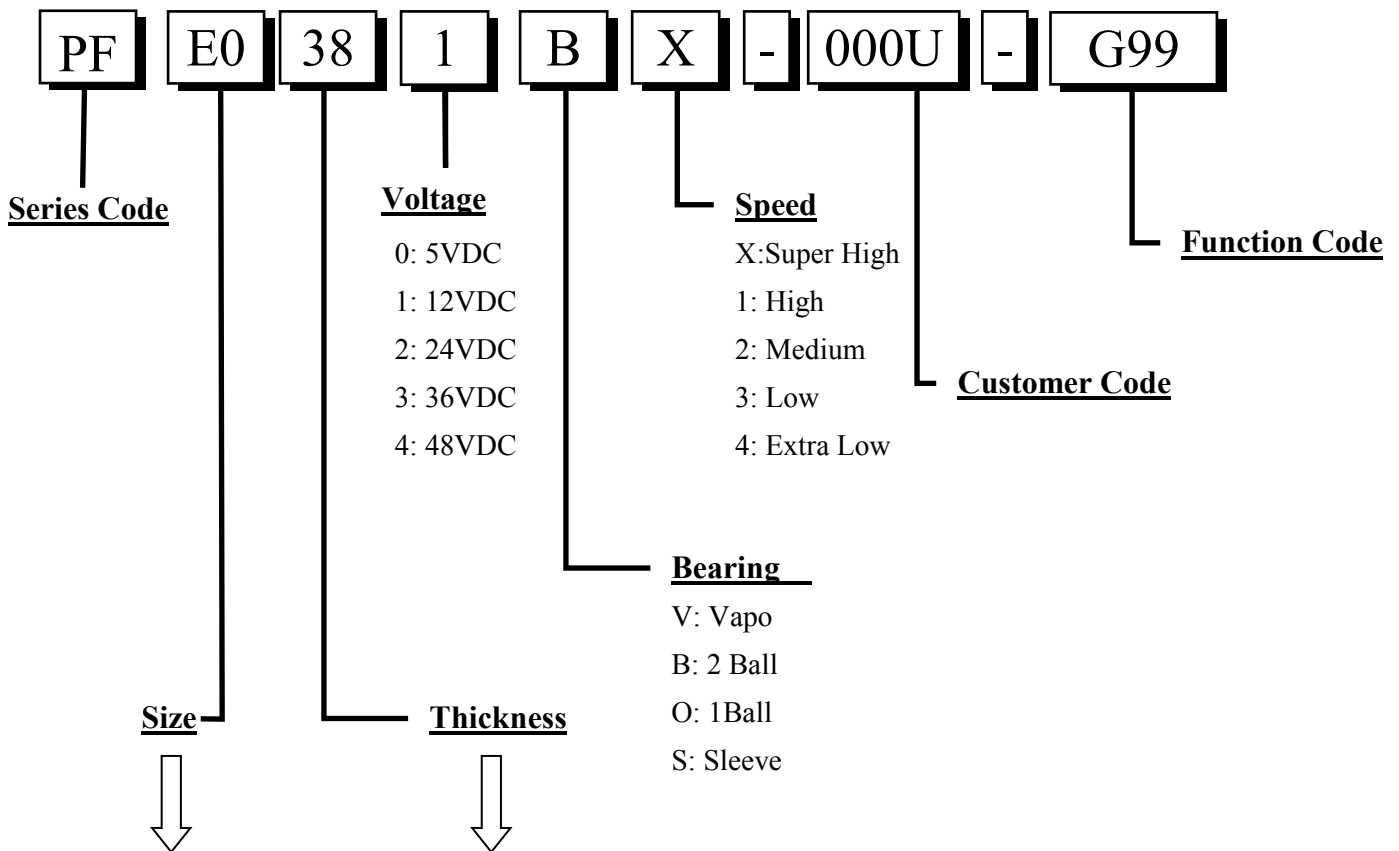 PF E0 38 1 B X - 000U - G99
Series Code
Voltage
0: 5VDC
1: 12VDC
2: 24VDC
3: 36VDC
4: 48VDC
Speed
X:Super High
1: High
2: Medium
3: Low
4: Extra Low
Function Code
Customer Code
Bearing
V: Vapo
B: 2 Ball
O: 1Ball
S: Sleeve
Size
Thickness